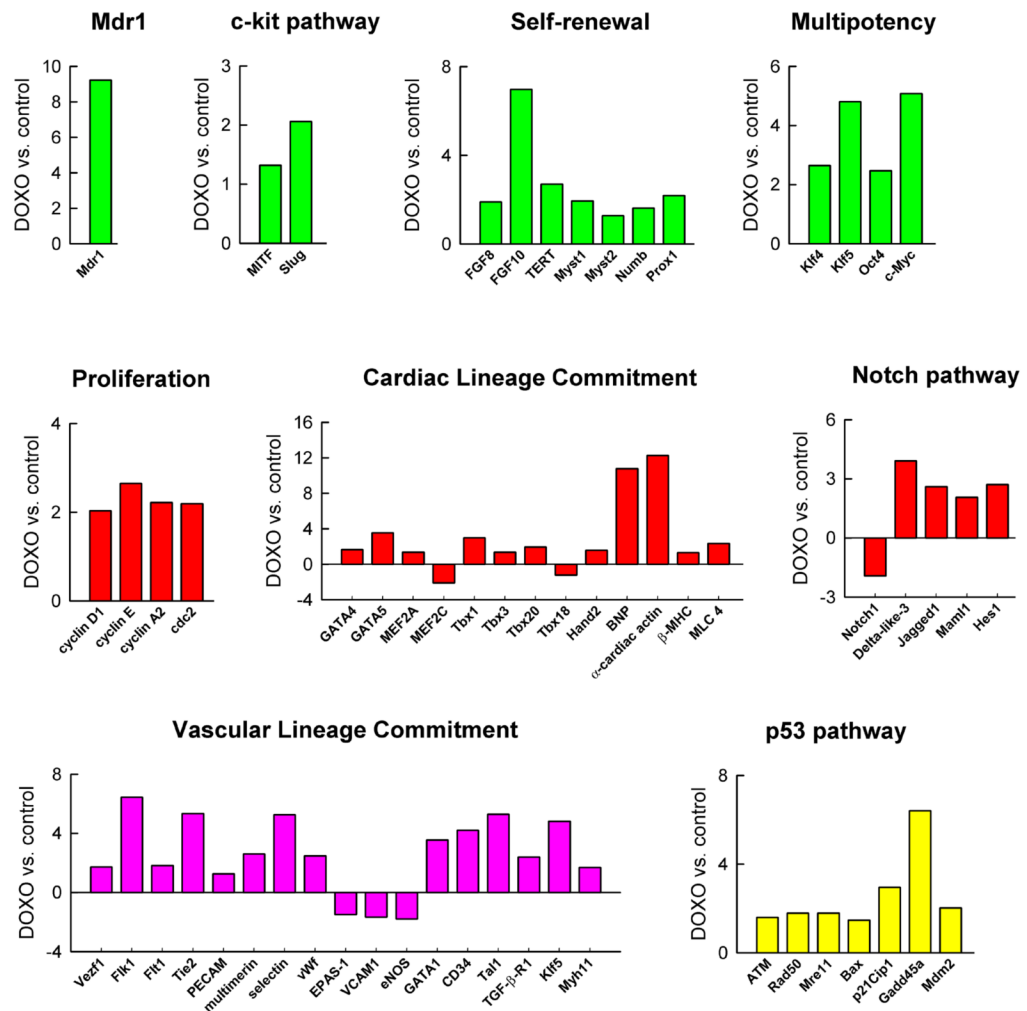 Mdr1
c-kit pathway
Self-renewal
Multipotency
DOXO vs. control
10
8
6
4
2
0
Mdr1
DOXO vs. control
3
2
1
0
MITF
Slug
DOXO vs. control
8
4
0
FGF8
FGF10
TERT
Myst1
Myst2
Numb
Prox1
DOXO vs. control
6
4
2
0
Klf4
Klf5
Oct4
c-Myc
Proliferation
Cardiac Lineage Commitment
Notch pathway
DOXO vs. control
4
2
0
cyclin D1
cyclin E
cyclin A2
cdc2
DOXO vs. control
16
12
8
4
0
-4
GATA4
GATA5
MEF2A
MEF2C
Tbx1
Tbx3
Tbx20
Tbx18
Hand2
BNP
α-cardiac actin
β-MHC
MLC 4
DOXO vs. control
6
3
0
-3
Notch1
Delta-like-3
Jagged1
Maml1
Hes1
Vascular Lineage Commitment
p53 pathway
DOXO vs. control
8
4
0
-4
Vezf1
Flk1
Flt1
Tie2
PECAM
multimerin
selectin
vWf
EPAS-1
VCAM1
eNOS
GATA1
CD34
Tal1
TGF-β-R1
Klf5
Myh11
DOXO vs. control
8
4
0
ATM
Rad50
Mre11
Bax
p21Cip1
Gadd45a
Mdm2